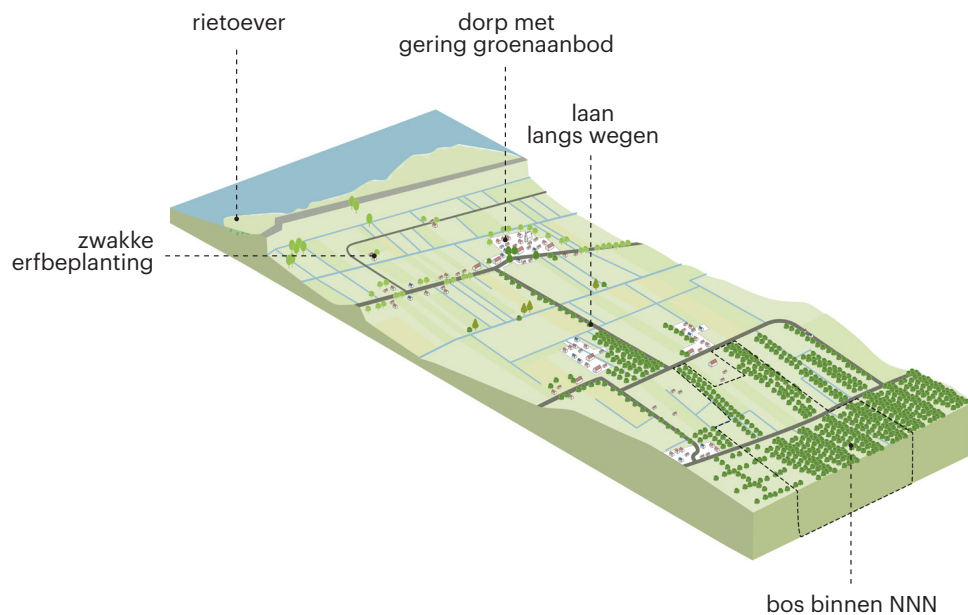 rietoever
dorp met
gering groenaanbod
laan
langs wegen
zwakke
erfbeplanting
bos binnen NNN